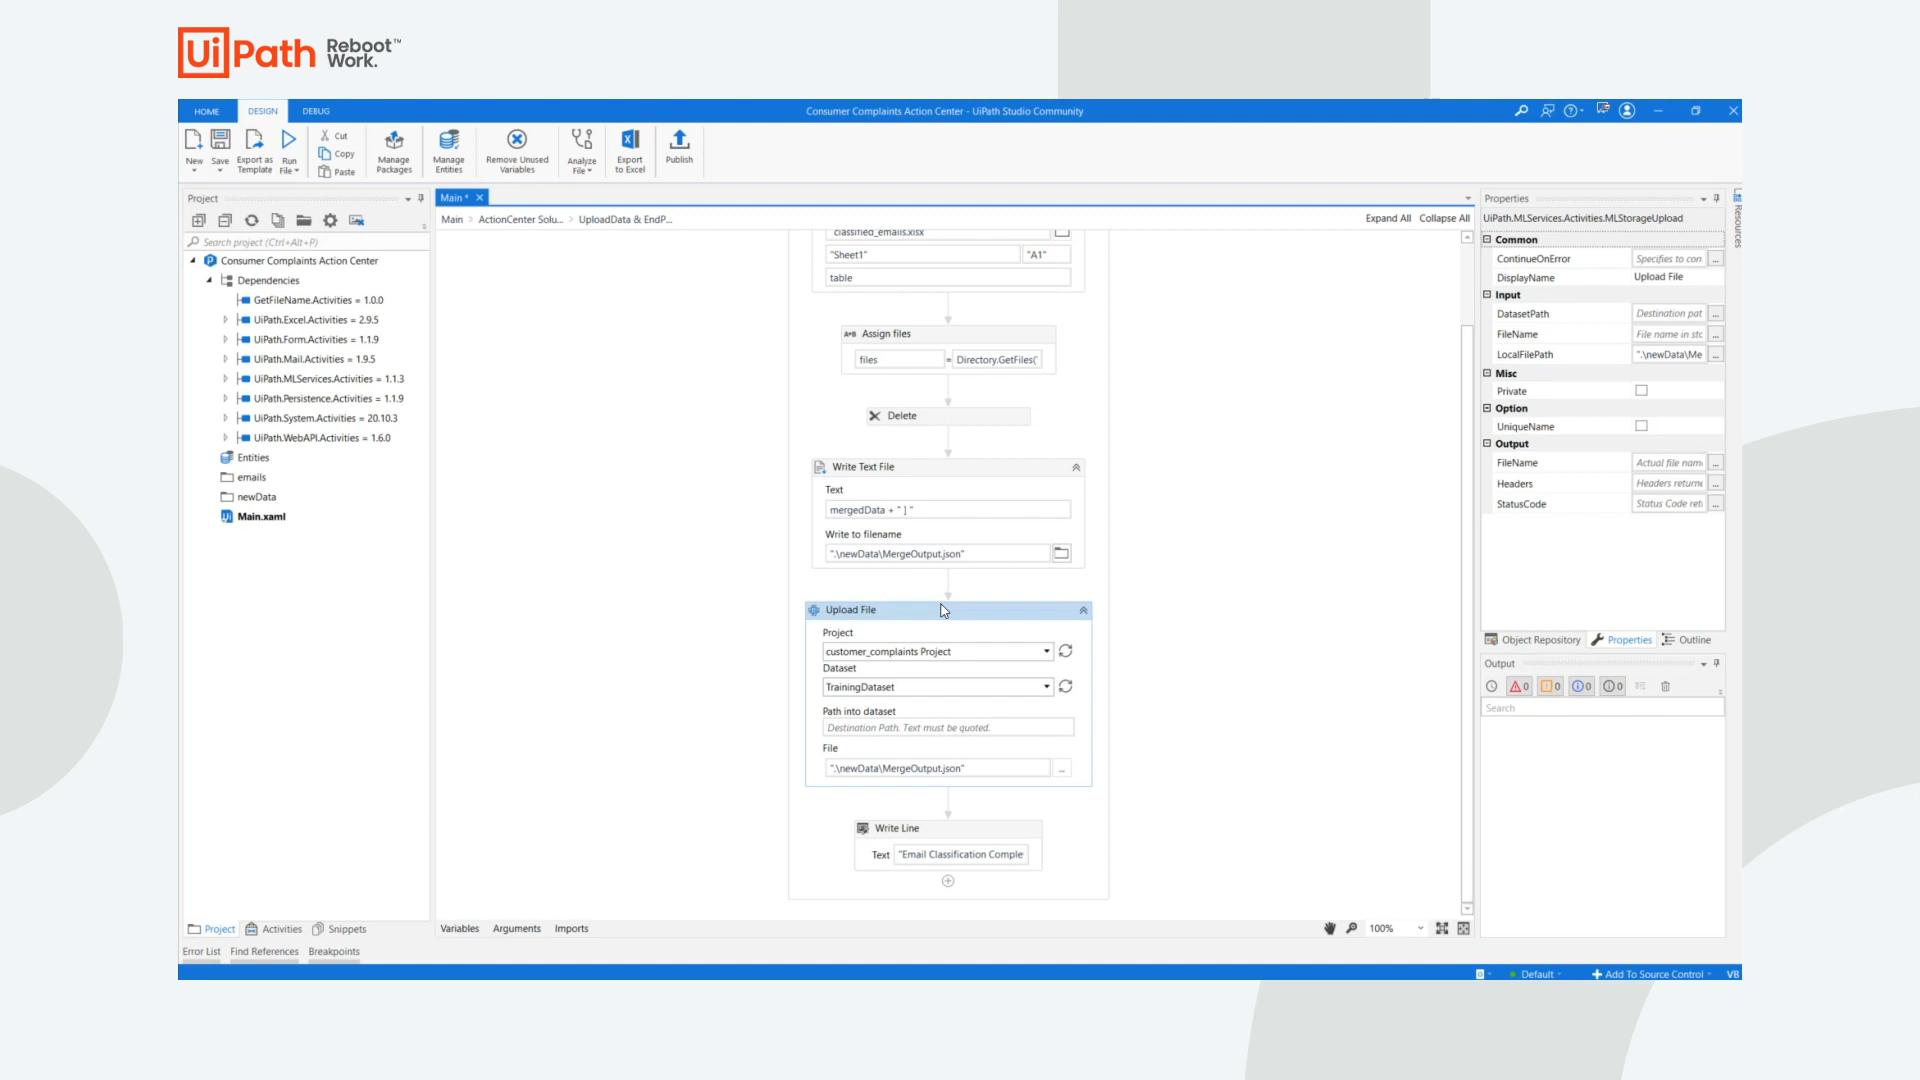 UiPath Reboot Work.™
HOME DESIGN DEBUG
Consumer Complaints Action Center - UiPath Studio Community
New Save Export as Template Run File
Cut
Copy
Paste
Manage Packages
Manage Entities
Remove Unused Variables
Analyze File
Export to Excel
Publish
Project
Search project (Ctrl+Alt+P)
Consumer Complaints Action Center
Dependencies
GetFileName.Activities = 1.0.0
UiPath.Excel.Activities = 2.9.5
UiPath.Form.Activities = 1.1.9
UiPath.Mail.Activities = 1.9.5
UiPath.MLServices.Activities = 1.1.3
UiPath.Persistence.Activities = 1.1.9
UiPath.System.Activities = 20.10.3
UiPath.WebAPI.Activities = 1.6.0
Entities
emails
newData
Main.xaml
Project Activities Snippets
Error List Find References Breakpoints
Main *
Main > ActionCenter Solu... > UploadData & EndP...
Expand All Collapse All
classified_emails.xlsx
"Sheet1" "A1"
table
A+B Assign files
files = Directory.GetFiles("
Delete
Write Text File
Text
mergedData + " ] "
Write to filename
".\newData\MergeOutput.json"
Upload File
Project
customer_complaints Project
Dataset
TrainingDataset
Path into dataset
Destination Path. Text must be quoted.
File
".\newData\MergeOutput.json" ...
Write Line
Text "Email Classification Comple
Variables Arguments Imports
100%
Properties
UiPath.MLServices.Activities.MLStorageUpload
Common
ContinueOnError Specifies to con ...
DisplayName Upload File
Input
DatasetPath Destination pat ...
FileName File name in stc ...
LocalFilePath ".\newData\Me ...
Misc
Private
Option
UniqueName
Output
FileName Actual file nam ...
Headers Headers returne ...
StatusCode Status Code ret ...
Object Repository Properties Outline
Output
0 0 0 0
Search
Resources
0 Default Add To Source Control VB